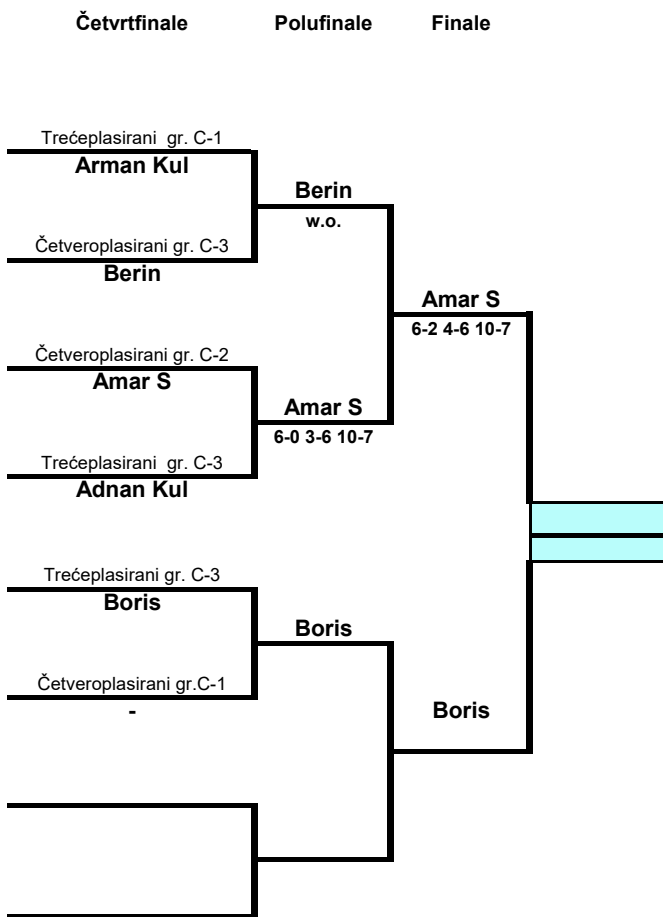 Četvrtfinale Polufinale Finale
Trećeplasirani gr. C-1
Arman Kul
Berin
w.o.
Četveroplasirani gr. C-3
Berin
Amar S
6-2 4-6 10-7
Četveroplasirani gr. C-2
Amar S
Amar S
6-0 3-6 10-7
Trećeplasirani gr. C-3
Adnan Kul
Trećeplasirani gr. C-3
Boris
Boris
Četveroplasirani gr.C-1
-
Boris